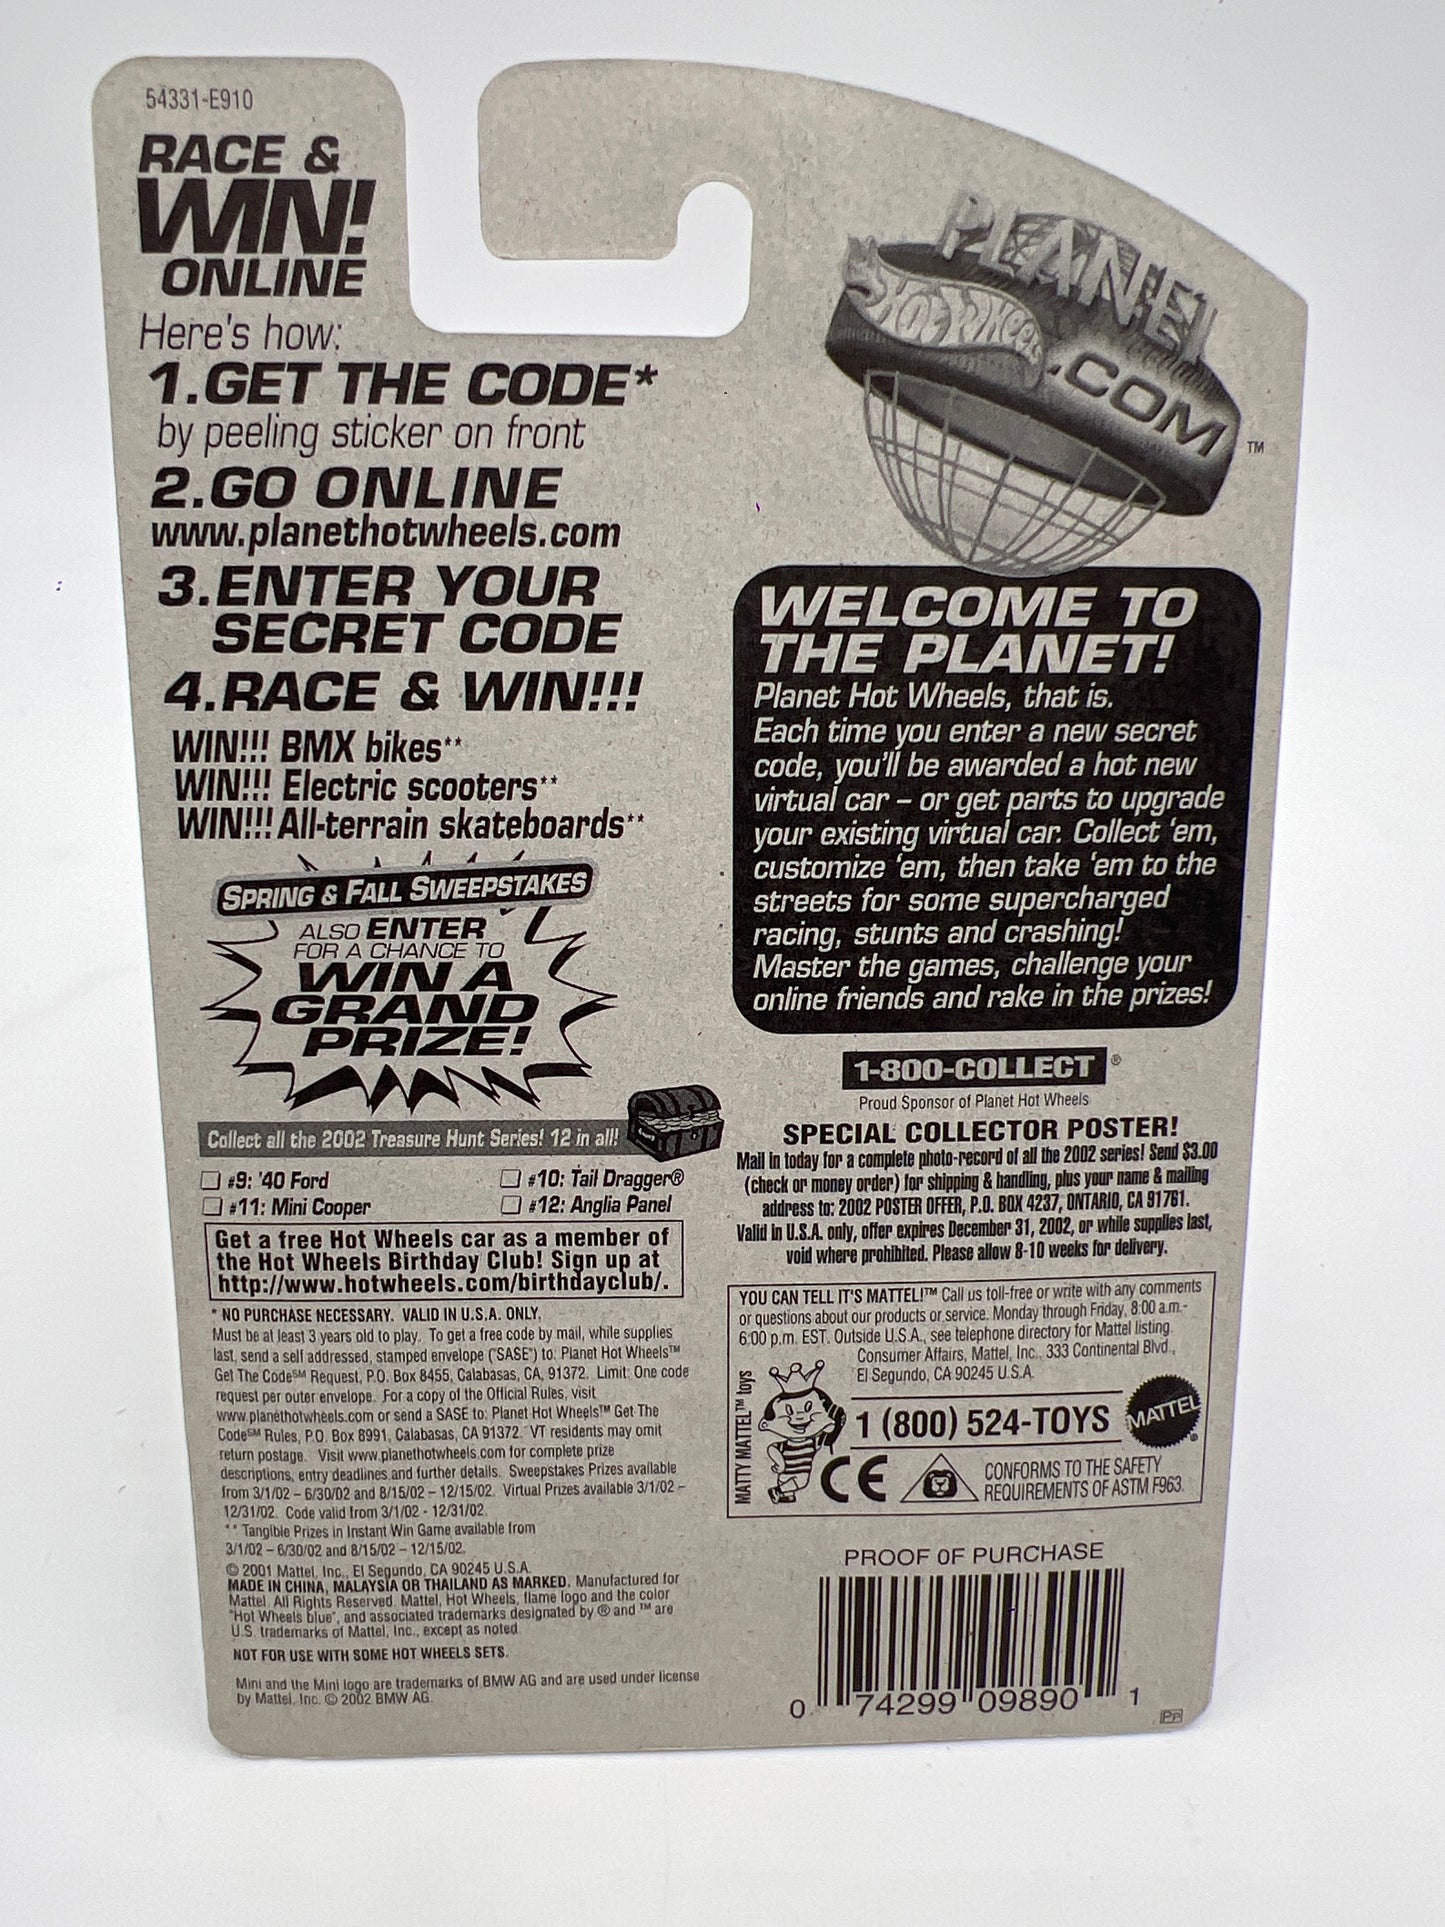 54331-E910
RACE &
WIN!
ONLINE
Here's how:
1.GET THE CODE*
by peeling sticker on front
2.GO ONLINE
www.planethotwheels.com
3.ENTER YOUR
SECRET CODE
4.RACE & WIN!!!
WIN!!! BMX bikes**
WIN!!! Electric scooters**
WIN!!! All-terrain skateboards**
SPRING & FALL SWEEPSTAKES
ALSO ENTER
FOR A CHANCE TO
WIN A
GRAND
PRIZE!
Collect all the 2002 Treasure Hunt Series! 12 in all!
#9: '40 Ford
#10: Tail Dragger®
#11: Mini Cooper
#12: Anglia Panel
Get a free Hot Wheels car as a member of
the Hot Wheels Birthday Club! Sign up at
http://www.hotwheels.com/birthdayclub/.
* NO PURCHASE NECESSARY. VALID IN U.S.A. ONLY.
Must be at least 3 years old to play. To get a free code by mail, while supplies
last, send a self addressed, stamped envelope ("SASE") to: Planet Hot Wheels™
Get The Code℠ Request, P.O. Box 8455, Calabasas, CA, 91372. Limit: One code
request per outer envelope. For a copy of the Official Rules, visit
www.planethotwheels.com or send a SASE to: Planet Hot Wheels™ Get The
Code℠ Rules, P.O. Box 8991, Calabasas, CA 91372. VT residents may omit
return postage. Visit www.planethotwheels.com for complete prize
descriptions, entry deadlines and further details. Sweepstakes Prizes available
from 3/1/02 – 6/30/02 and 8/15/02 – 12/15/02. Virtual Prizes available 3/1/02 –
12/31/02. Code valid from 3/1/02 - 12/31/02.
** Tangible Prizes in Instant Win Game available from
3/1/02 – 6/30/02 and 8/15/02 – 12/15/02.
© 2001 Mattel, Inc., El Segundo, CA 90245 U.S.A.
MADE IN CHINA, MALAYSIA OR THAILAND AS MARKED. Manufactured for
Mattel. All Rights Reserved. Mattel, Hot Wheels, flame logo and the color
"Hot Wheels blue", and associated trademarks designated by ® and ™ are
U.S. trademarks of Mattel, Inc., except as noted.
NOT FOR USE WITH SOME HOT WHEELS SETS.
Mini and the Mini logo are trademarks of BMW AG and are used under license
by Mattel, Inc. © 2002 BMW AG.
PLANET
HOT WHEELS
.COM™
WELCOME TO
THE PLANET!
Planet Hot Wheels, that is.
Each time you enter a new secret
code, you'll be awarded a hot new
virtual car – or get parts to upgrade
your existing virtual car. Collect 'em,
customize 'em, then take 'em to the
streets for some supercharged
racing, stunts and crashing!
Master the games, challenge your
online friends and rake in the prizes!
1-800-COLLECT®
Proud Sponsor of Planet Hot Wheels
SPECIAL COLLECTOR POSTER!
Mail in today for a complete photo-record of all the 2002 series! Send $3.00
(check or money order) for shipping & handling, plus your name & mailing
address to: 2002 POSTER OFFER, P.O. BOX 4237, ONTARIO, CA 91761.
Valid in U.S.A. only, offer expires December 31, 2002, or while supplies last,
void where prohibited. Please allow 8-10 weeks for delivery.
YOU CAN TELL IT'S MATTEL!™ Call us toll-free or write with any comments
or questions about our products or service. Monday through Friday, 8:00 a.m.-
6:00 p.m. EST. Outside U.S.A., see telephone directory for Mattel listing.
Consumer Affairs, Mattel, Inc., 333 Continental Blvd.,
El Segundo, CA 90245 U.S.A.
MATTY MATTEL™ toys
1 (800) 524-TOYS
MATTEL®
CE
CONFORMS TO THE SAFETY
REQUIREMENTS OF ASTM F963.
PROOF OF PURCHASE
0 74299 09890 1
PP